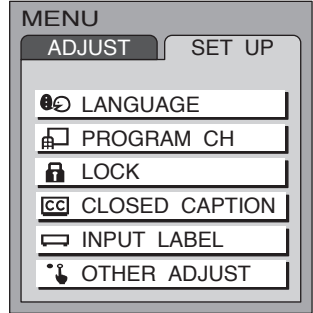 MENU
ADJUST SET UP
LANGUAGE
PROGRAM CH
LOCK
CC CLOSED CAPTION
INPUT LABEL
OTHER ADJUST